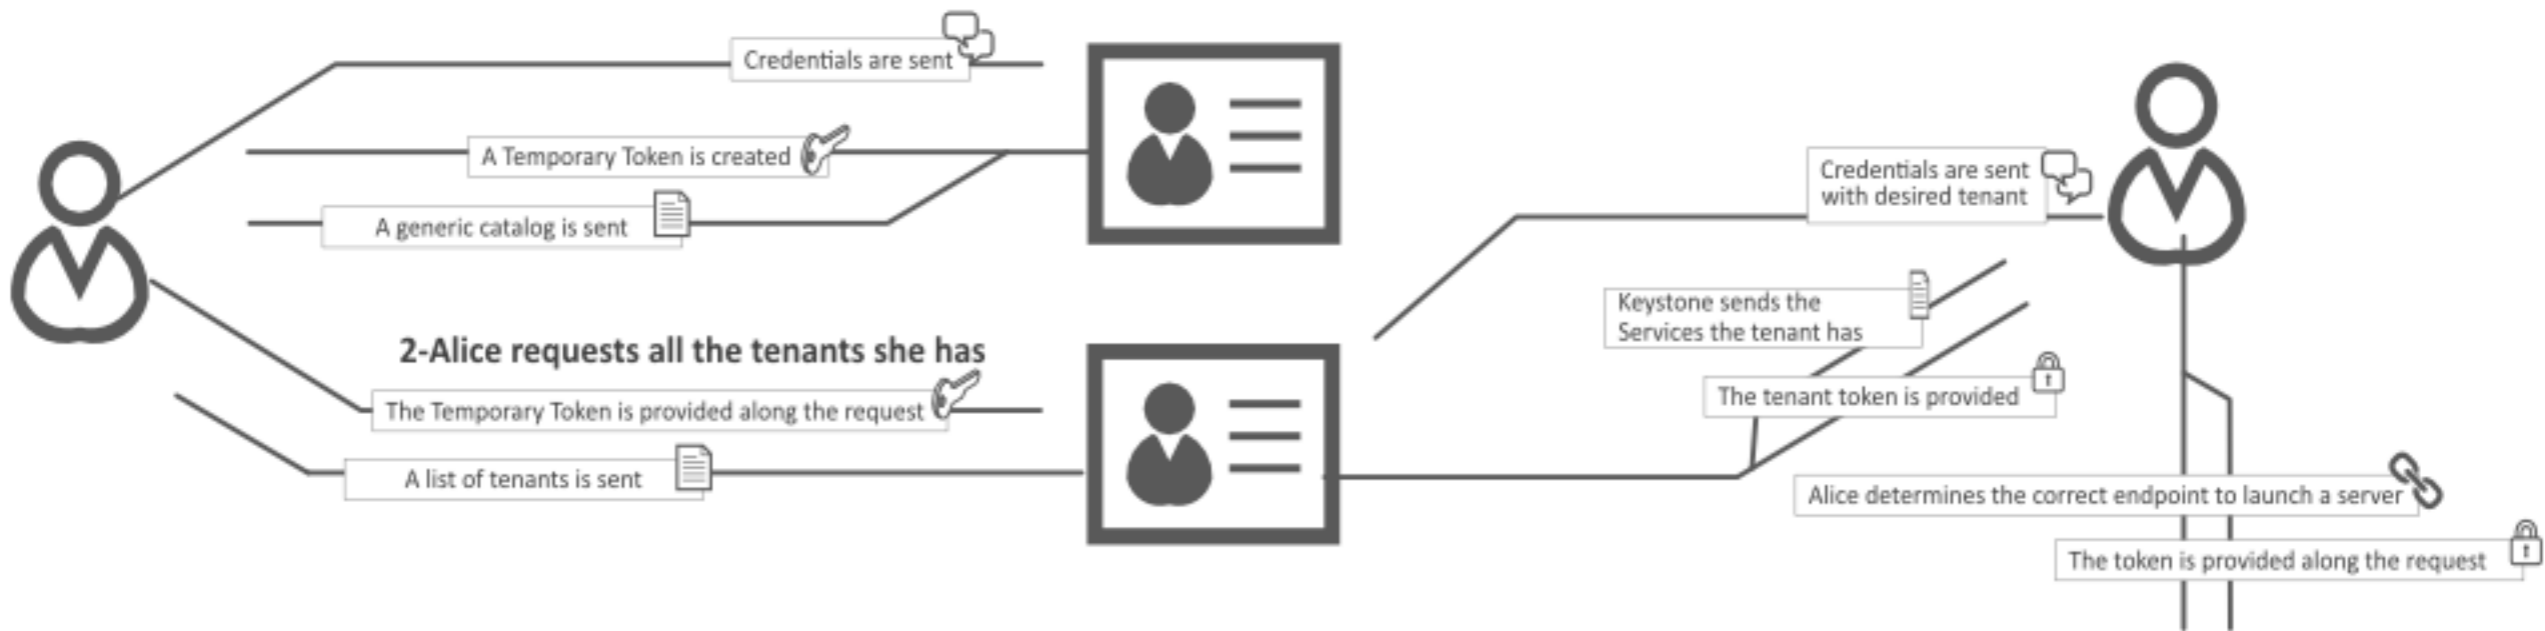 Credentials are sent
A Temporary Token is created
A generic catalog is sent
2-Alice requests all the tenants she has
The Temporary Token is provided along the request
A list of tenants is sent
Credentials are sent
with desired tenant
Keystone sends the
Services the tenant has
The tenant token is provided
Alice determines the correct endpoint to launch a server
The token is provided along the request